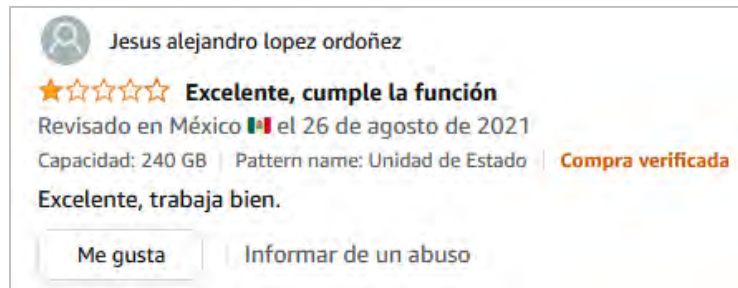 Jesus alejandro lopez ordoñez
Excelente, cumple la función
Revisado en México el 26 de agosto de 2021
Capacidad: 240 GB | Pattern name: Unidad de Estado | Compra verificada
Excelente, trabaja bien.
Me gusta | Informar de un abuso